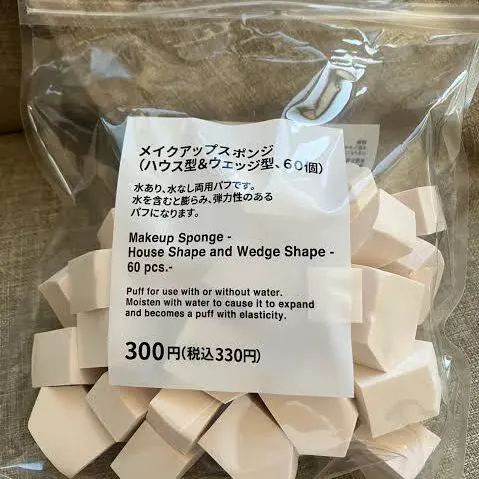 メイクアップスポンジ
（ハウス型&ウェッジ型、60個）
水あり、水なし両用パフです。
水を含むと膨らみ、弾力性のある
パフになります。
Makeup Sponge -
House Shape and Wedge Shape -
60 pcs.-
Puff for use with or without water.
Moisten with water to cause it to expand
and becomes a puff with elasticity.
300円(税込330円)